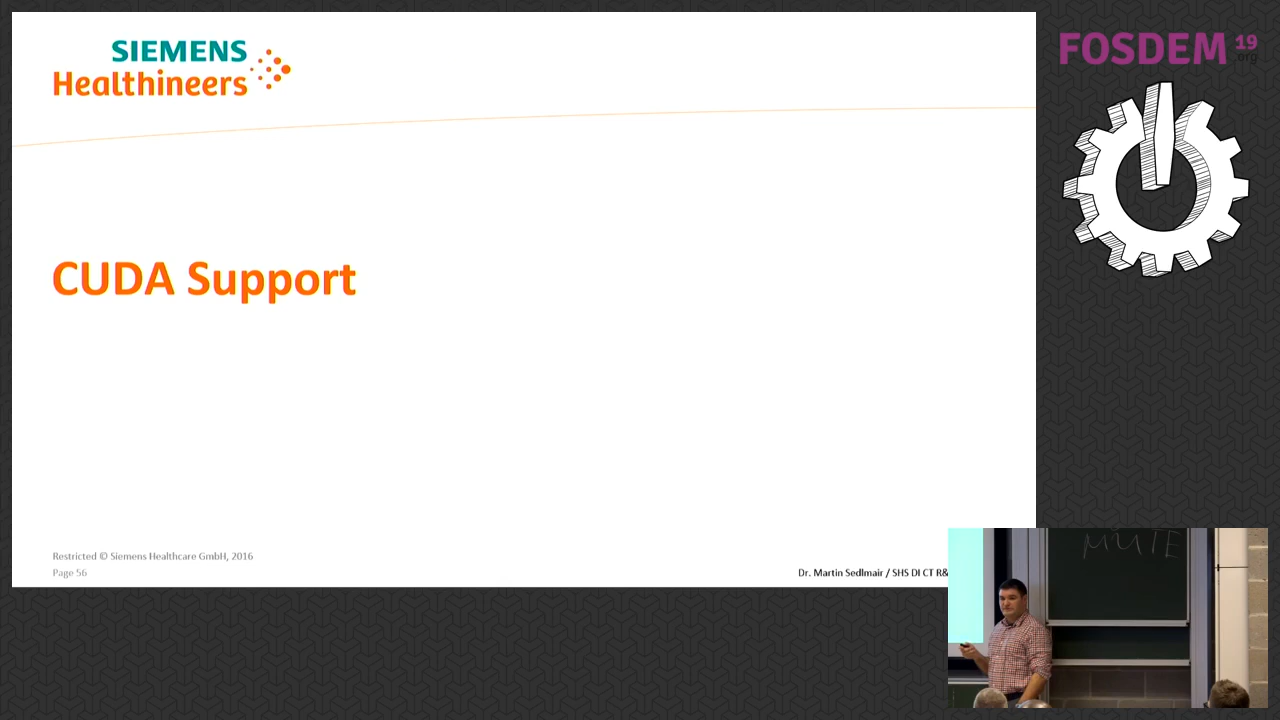 SIEMENS
Healthineers
FOSDEM 19
.org
CUDA Support
Restricted © Siemens Healthcare GmbH, 2016
Page 56
Dr. Martin Sedlmair / SHS DI CT R&
MUTE